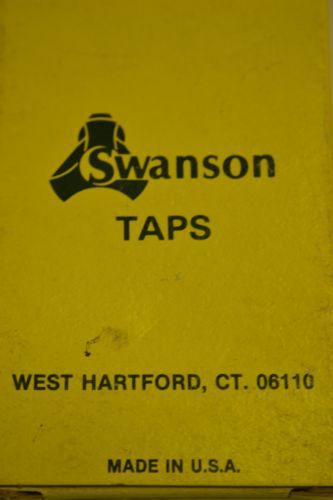 Swanson
TAPS
WEST HARTFORD, CT. 06110
MADE IN U.S.A.